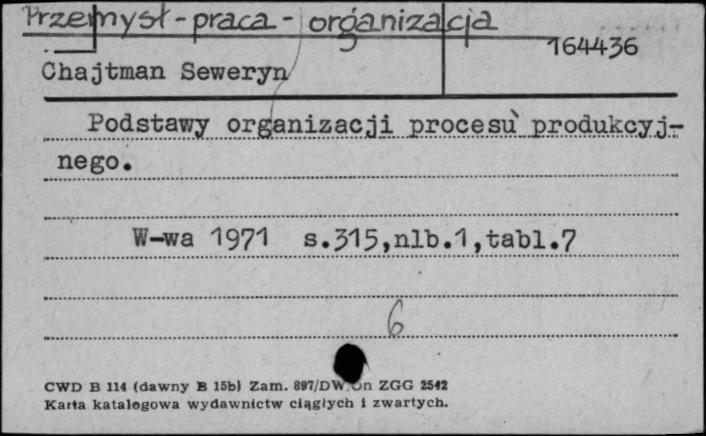 Przemysł - praca - organizacja
164436
Chajtman Seweryn
Podstawy organizacji procesu produkcyj-
nego.
W-wa 1971 s.315,nlb.1,tabl.7
6
CWD B 114 (dawny B 15b) Zam. 897/DW/Dn ZGG 2542
Karta katalogowa wydawnictw ciągłych i zwartych.